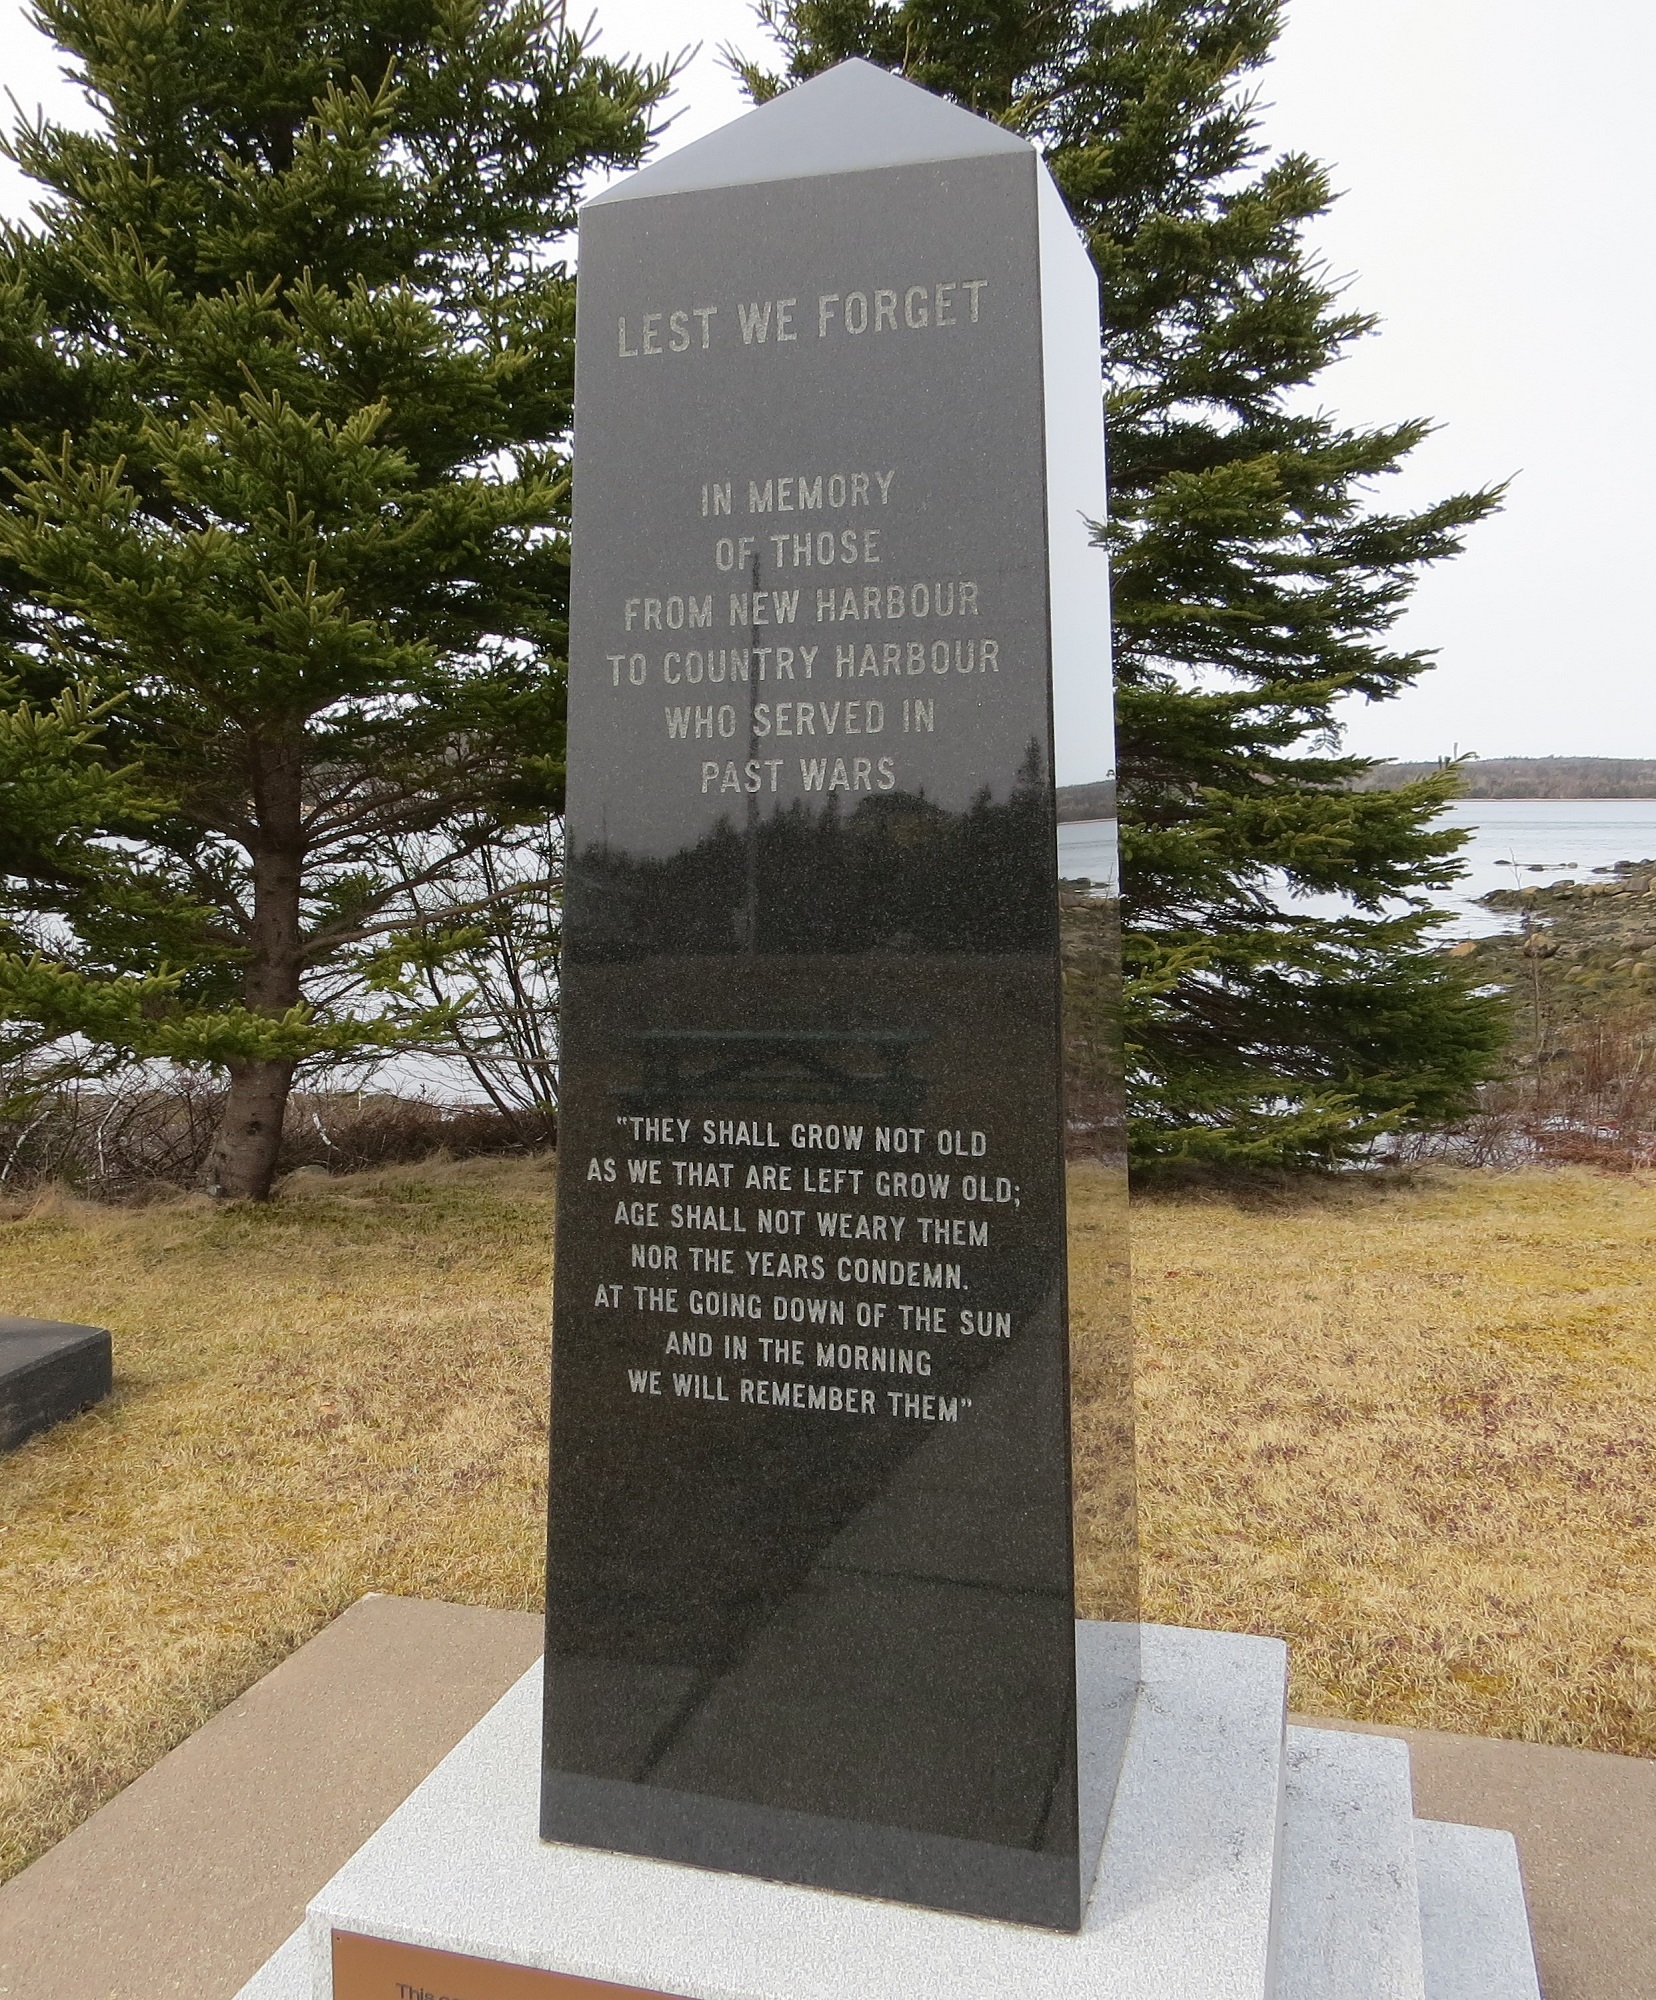 LEST WE FORGET
IN MEMORY
OF THOSE
FROM NEW HARBOUR
TO COUNTRY HARBOUR
WHO SERVED IN
PAST WARS
"THEY SHALL GROW NOT OLD
AS WE THAT ARE LEFT GROW OLD;
AGE SHALL NOT WEARY THEM
NOR THE YEARS CONDEMN.
AT THE GOING DOWN OF THE SUN
AND IN THE MORNING
WE WILL REMEMBER THEM"
This